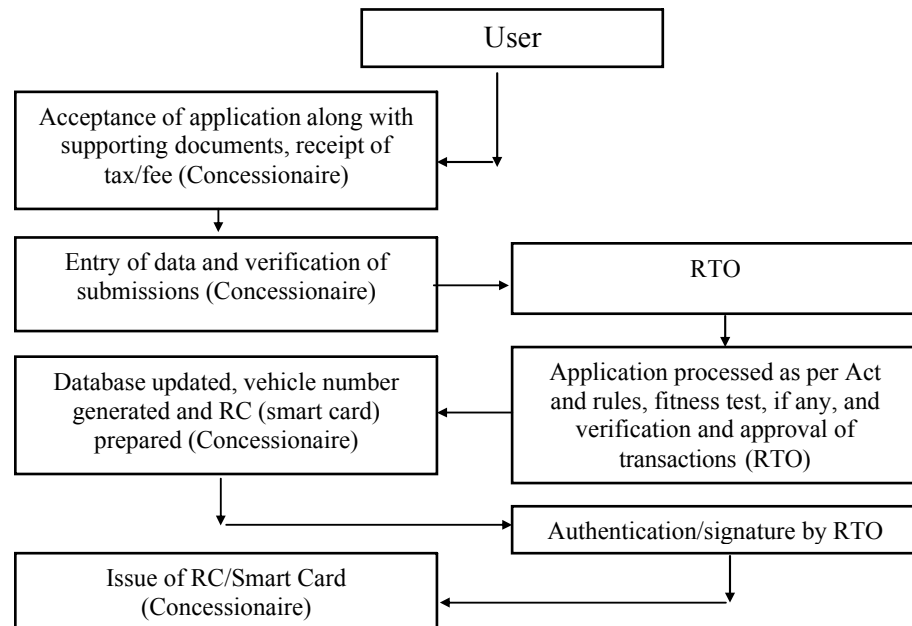 User
Acceptance of application along with
supporting documents, receipt of
tax/fee (Concessionaire)
Entry of data and verification of
submissions (Concessionaire)
RTO
Application processed as per Act
and rules, fitness test, if any, and
verification and approval of
transactions (RTO)
Database updated, vehicle number
generated and RC (smart card)
prepared (Concessionaire)
Authentication/signature by RTO
Issue of RC/Smart Card
(Concessionaire)